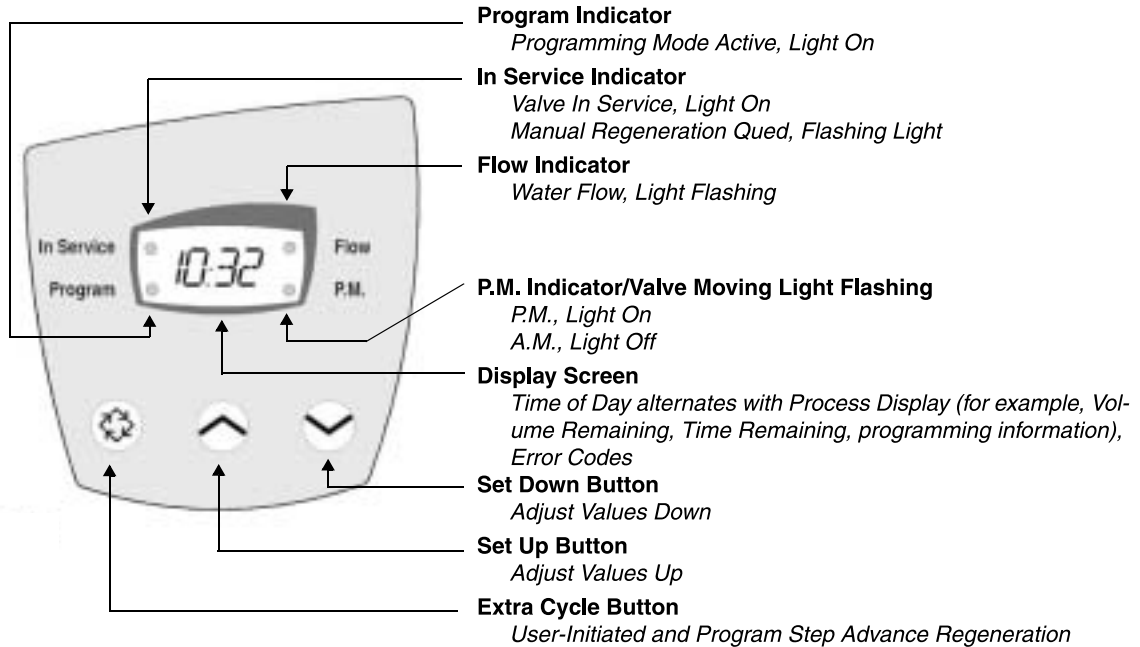 Program Indicator
Programming Mode Active, Light On
In Service Indicator
Valve In Service, Light On
Manual Regeneration Qued, Flashing Light
Flow Indicator
Water Flow, Light Flashing
In Service
10:32
Flow
Program
P.M.
P.M. Indicator/Valve Moving Light Flashing
P.M., Light On
A.M., Light Off
Display Screen
Time of Day alternates with Process Display (for example, Vol-
ume Remaining, Time Remaining, programming information),
Error Codes
Set Down Button
Adjust Values Down
Set Up Button
Adjust Values Up
Extra Cycle Button
User-Initiated and Program Step Advance Regeneration